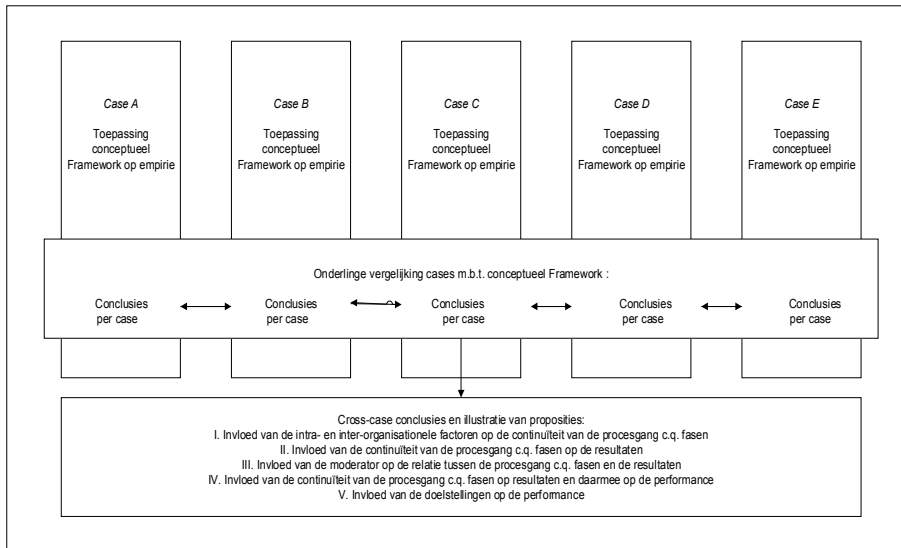 Case A
Toepassing
conceptueel
Framework op empirie
Case B
Toepassing
conceptueel
Framework op empirie
Case C
Toepassing
conceptueel
Framework op empirie
Case D
Toepassing
conceptueel
Framework op empirie
Case E
Toepassing
conceptueel
Framework op empirie
Onderlinge vergelijking cases m.b.t. conceptueel Framework :
Conclusies
per case
Conclusies
per case
Conclusies
per case
Conclusies
per case
Conclusies
per case
Cross-case conclusies en illustratie van proposities:
I. Invloed van de intra- en inter-organisationele factoren op de continuïteit van de procesgang c.q. fasen
II. Invloed van de continuïteit van de procesgang c.q. fasen op de resultaten
III. Invloed van de moderator op de relatie tussen de procesgang c.q. fasen en de resultaten
IV. Invloed van de continuïteit van de procesgang c.q. fasen op resultaten en daarmee op de performance
V. Invloed van de doelstellingen op de performance